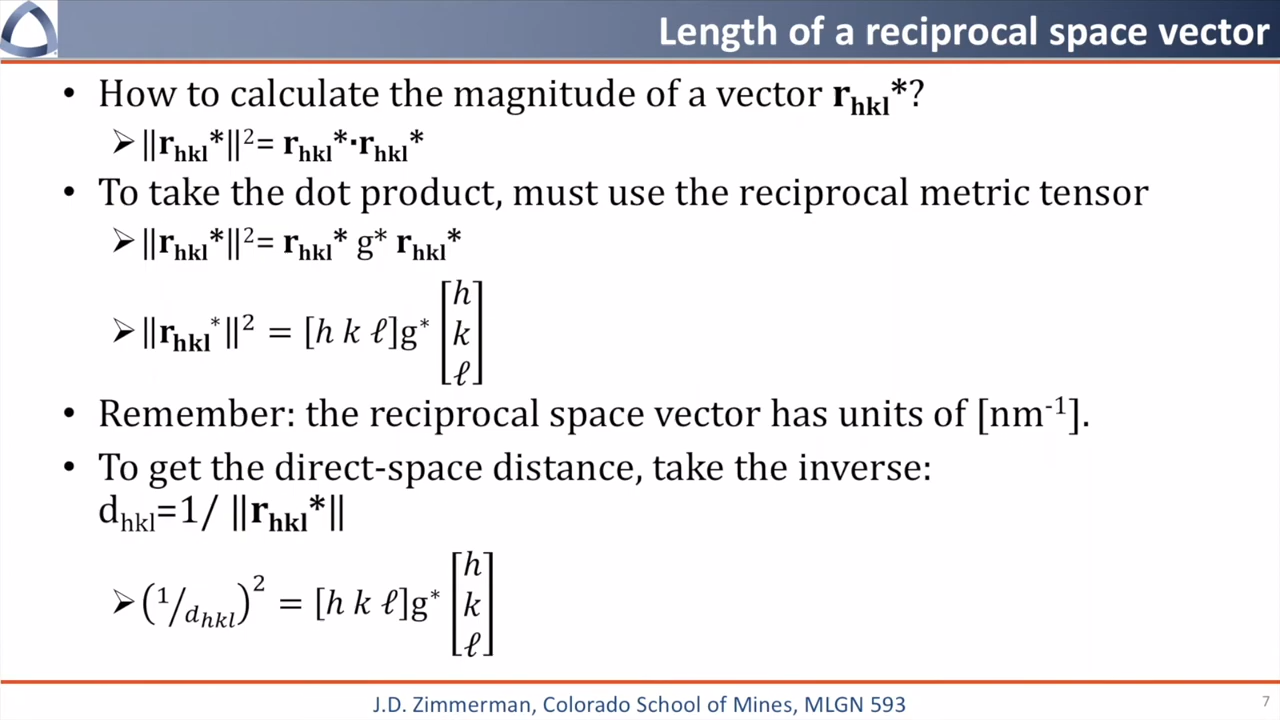 Length of a reciprocal space vector
• How to calculate the magnitude of a vector r_hkl*?
➢ ‖r_hkl*‖²= r_hkl*·r_hkl*
• To take the dot product, must use the reciprocal metric tensor
➢ ‖r_hkl*‖²= r_hkl* g* r_hkl*
➢ ‖r_hkl*‖² = [h k ℓ]g* [h k ℓ]
• Remember: the reciprocal space vector has units of [nm⁻¹].
• To get the direct-space distance, take the inverse:
d_hkl=1/ ‖r_hkl*‖
➢ (1/d_hkl)² = [h k ℓ]g* [h k ℓ]
J.D. Zimmerman, Colorado School of Mines, MLGN 593
7